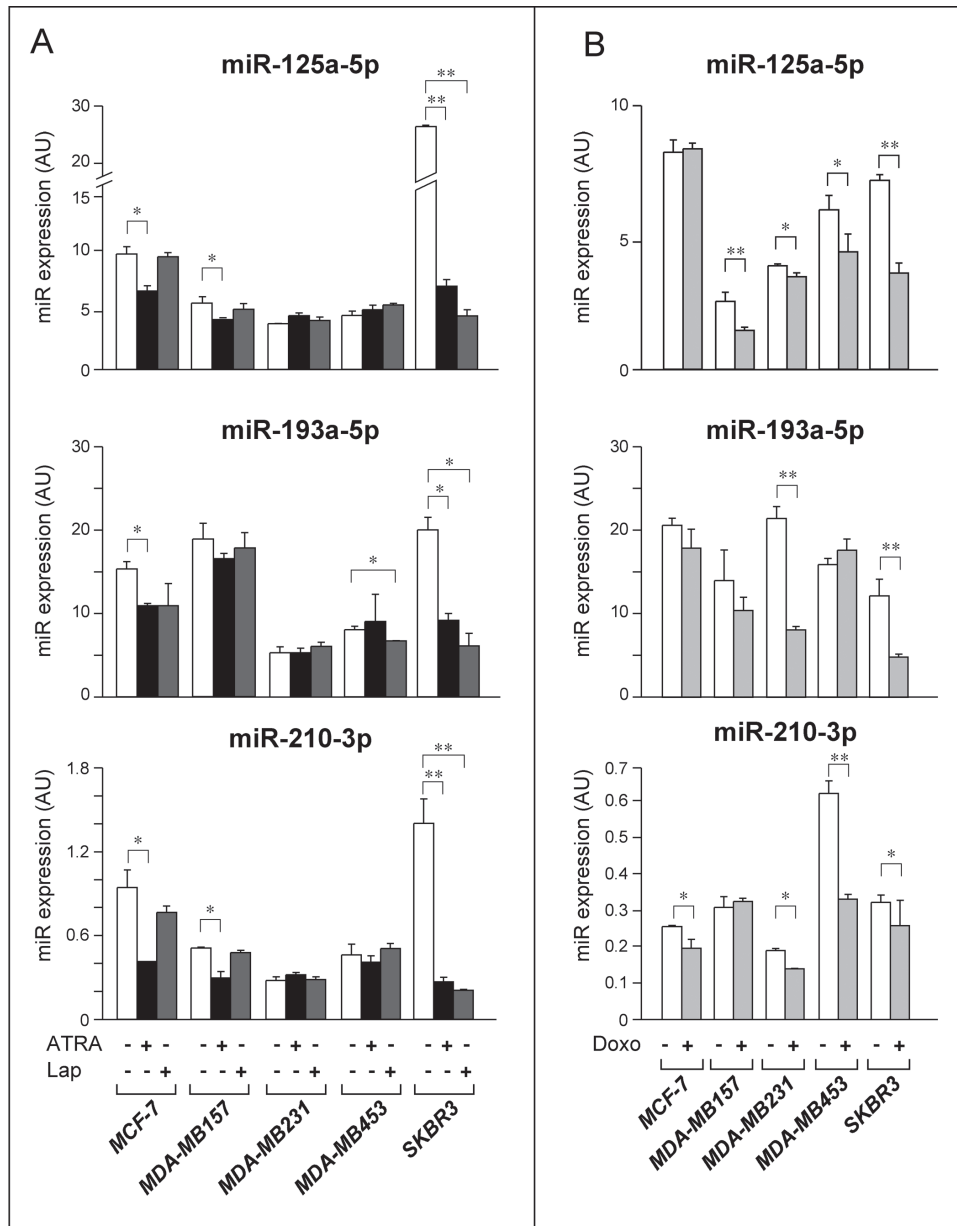 A
miR-125a-5p
miR expression (AU)
30
20
15
10
5
0
*
*
**
**
miR-193a-5p
miR expression (AU)
30
20
10
0
*
*
*
*
miR-210-3p
miR expression (AU)
1.8
1.2
0.6
0
*
*
**
**
ATRA - + - - + - - + - - + - - + -
Lap - - + - - + - - + - - + - - +
MCF-7
MDA-MB157
MDA-MB231
MDA-MB453
SKBR3
B
miR-125a-5p
miR expression (AU)
10
5
0
**
*
*
**
miR-193a-5p
miR expression (AU)
30
20
10
0
**
**
miR-210-3p
miR expression (AU)
0.7
0.6
0.5
0.4
0.3
0.2
0.1
0
*
*
**
*
Doxo - + - + - + - + - +
MCF-7
MDA-MB157
MDA-MB231
MDA-MB453
SKBR3